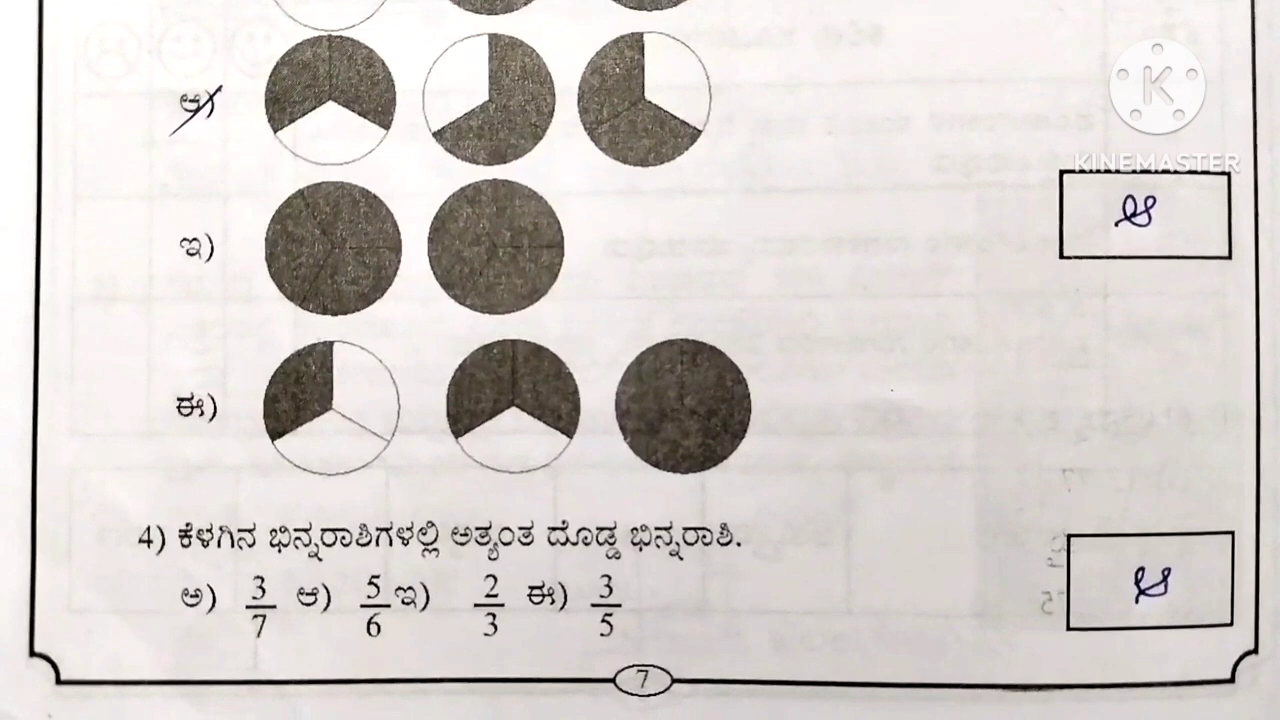 ಆ)
K
KINEMASTER
ಆ
ಇ)
ಈ)
4) ಕೆಳಗಿನ ಭಿನ್ನರಾಶಿಗಳಲ್ಲಿ ಅತ್ಯಂತ ದೊಡ್ಡ ಭಿನ್ನರಾಶಿ.
ಅ) 3/7 ಆ) 5/6 ಇ) 2/3 ಈ) 3/5
ಆ
7